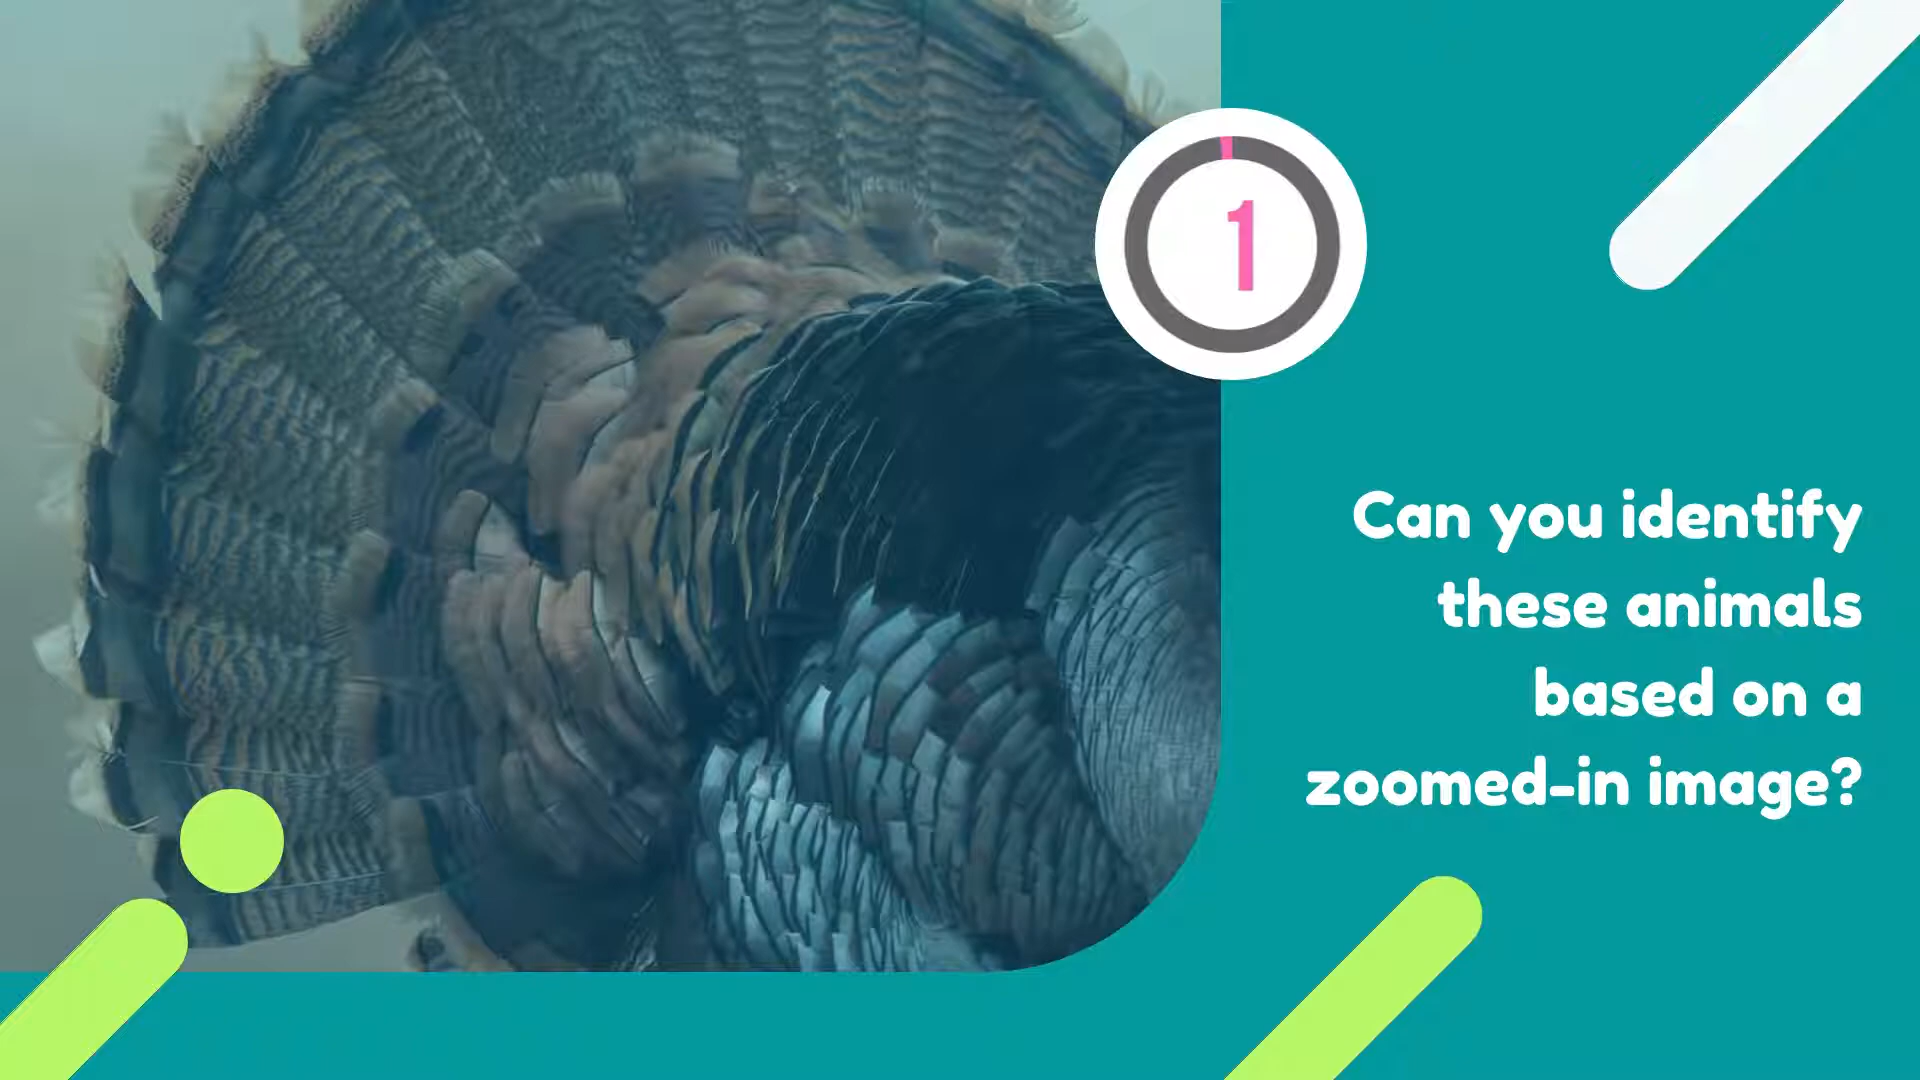 1
Can you identify
these animals
based on a
zoomed-in image?